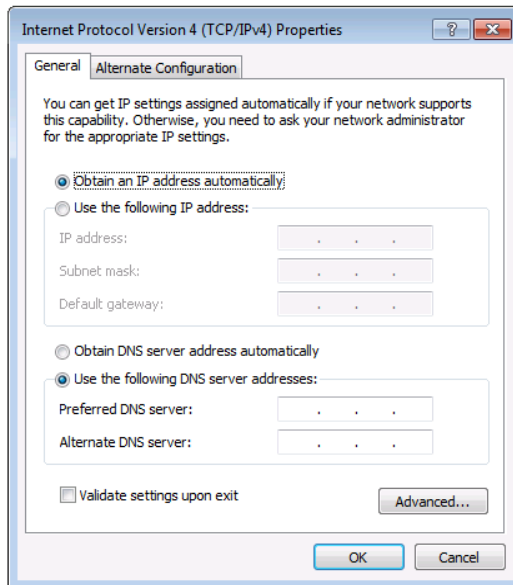 Internet Protocol Version 4 (TCP/IPv4) Properties
General
Alternate Configuration
You can get IP settings assigned automatically if your network supports
this capability. Otherwise, you need to ask your network administrator
for the appropriate IP settings.
Obtain an IP address automatically
Use the following IP address:
IP address:
Subnet mask:
Default gateway:
Obtain DNS server address automatically
Use the following DNS server addresses:
Preferred DNS server:
Alternate DNS server:
Validate settings upon exit
Advanced...
OK
Cancel